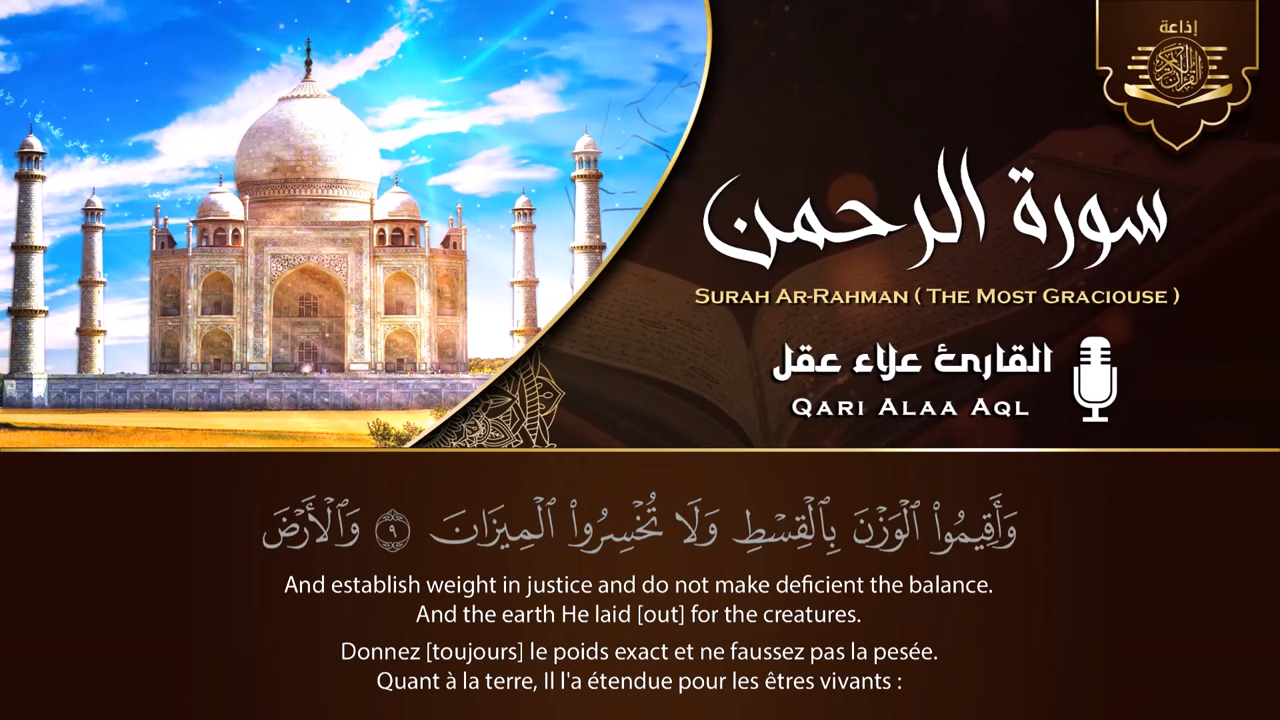 إذاعة
القرآن الكريم
سورة الرحمن
SURAH AR-RAHMAN ( THE MOST GRACIOUSE )
القارئ علاء عقل
QARI ALAA AQL
وَأَقِيمُوا۟ ٱلْوَزْنَ بِٱلْقِسْطِ وَلَا تُخْسِرُوا۟ ٱلْمِيزَانَ ۝٩ وَٱلْأَرْضَ
And establish weight in justice and do not make deficient the balance.
And the earth He laid [out] for the creatures.
Donnez [toujours] le poids exact et ne faussez pas la pesée.
Quant à la terre, Il l'a étendue pour les êtres vivants :